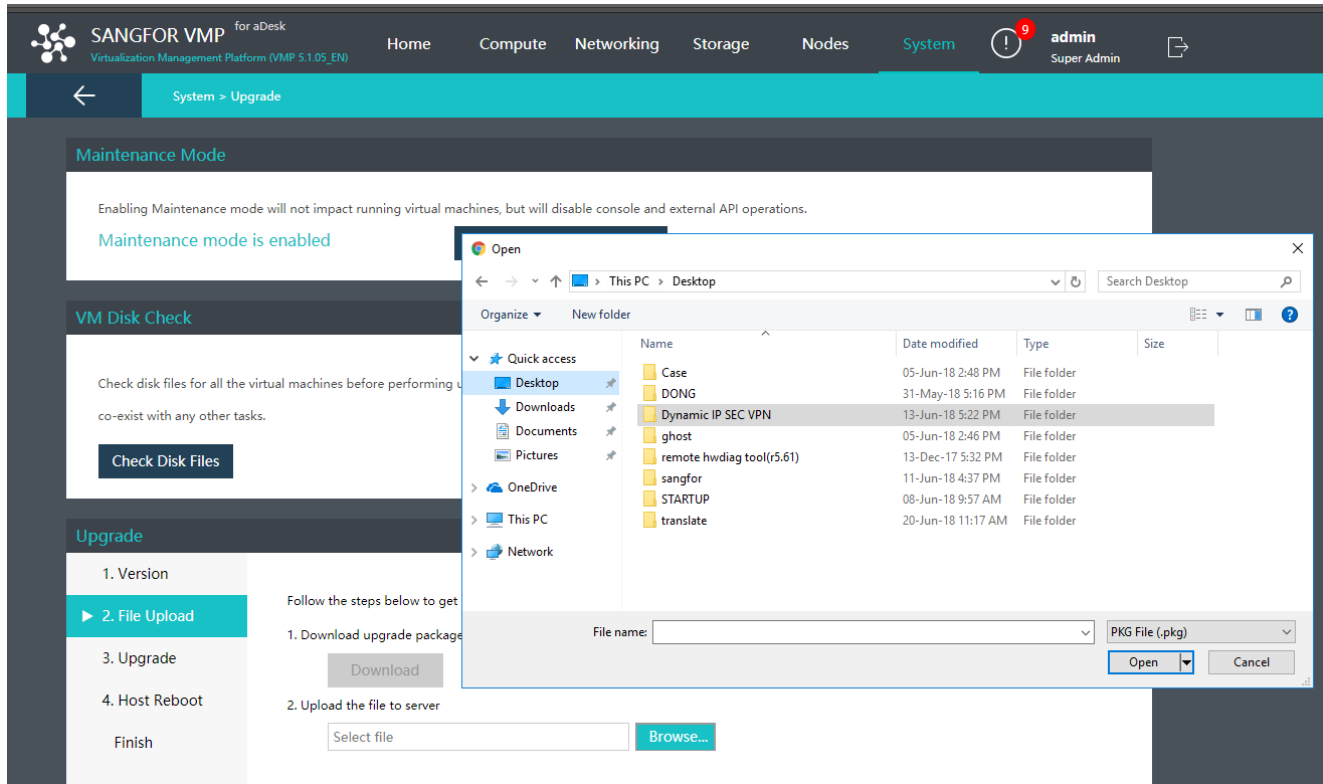 SANGFOR VMP for aDesk
Virtualization Management Platform (VMP 5.1.05_EN)
Home Compute Networking Storage Nodes System
9
admin
Super Admin
System > Upgrade
Maintenance Mode
Enabling Maintenance mode will not impact running virtual machines, but will disable console and external API operations.
Maintenance mode is enabled
VM Disk Check
Check disk files for all the virtual machines before performing
co-exist with any other tasks.
Check Disk Files
Upgrade
1. Version
2. File Upload
3. Upgrade
4. Host Reboot
Finish
Follow the steps below to get
1. Download upgrade package
Download
2. Upload the file to server
Select file
Browse...
Open
This PC > Desktop
Search Desktop
Organize New folder
Quick access
Desktop
Downloads
Documents
Pictures
OneDrive
This PC
Network
Name Date modified Type Size
Case 05-Jun-18 2:48 PM File folder
DONG 31-May-18 5:16 PM File folder
Dynamic IP SEC VPN 13-Jun-18 5:22 PM File folder
ghost 05-Jun-18 2:46 PM File folder
remote hwdiag tool(r5.61) 13-Dec-17 5:32 PM File folder
sangfor 11-Jun-18 4:37 PM File folder
STARTUP 08-Jun-18 9:57 AM File folder
translate 20-Jun-18 11:17 AM File folder
File name: PKG File (.pkg)
Open Cancel